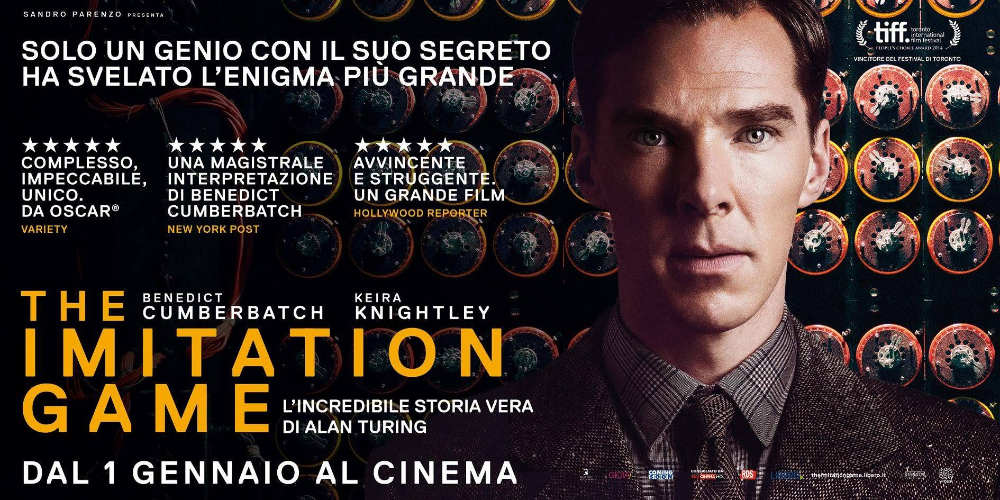 SANDRO PARENZO PRESENTA
SOLO UN GENIO CON IL SUO SEGRETO
HA SVELATO L'ENIGMA PIÙ GRANDE
tiff. toronto
international
film festival
PEOPLE'S CHOICE AWARD 2014
VINCITORE DEL FESTIVAL DI TORONTO
★★★★★
COMPLESSO,
IMPECCABILE,
UNICO.
DA OSCAR®
VARIETY
★★★★★
UNA MAGISTRALE
INTERPRETAZIONE
DI BENEDICT
CUMBERBATCH
NEW YORK POST
★★★★★
AVVINCENTE
E STRUGGENTE.
UN GRANDE FILM
HOLLYWOOD REPORTER
BENEDICT
CUMBERBATCH
KEIRA
KNIGHTLEY
THE
IMITATION
GAME
L'INCREDIBILE STORIA VERA
DI ALAN TURING
DAL 1 GENNAIO AL CINEMA
GIOIA!
COMING
SOON
CONSIGLIATO DA
sky CINEMA HD
RDS
LIBERO
theimitationgame.libero.it
FILMNATION
VIDEA